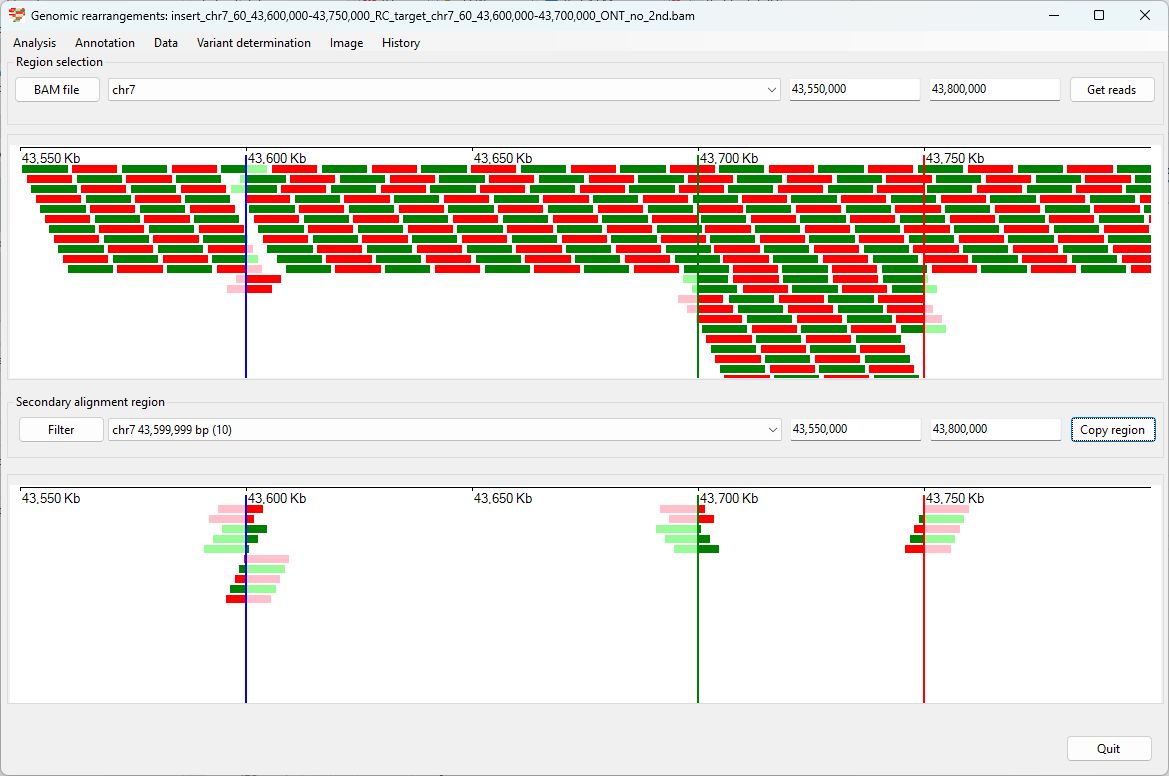 Genomic rearrangements: insert_chr7_60_43,600,000-43,750,000_RC_target_chr7_60_43,600,000-43,700,000_ONT_no_2nd.bam
Analysis Annotation Data Variant determination Image History
Region selection
BAM file chr7 43,550,000 43,800,000 Get reads
43,550 Kb 43,600 Kb 43,650 Kb 43,700 Kb 43,750 Kb
Secondary alignment region
Filter chr7 43,599,999 bp (10) 43,550,000 43,800,000 Copy region
43,550 Kb 43,600 Kb 43,650 Kb 43,700 Kb 43,750 Kb
Quit